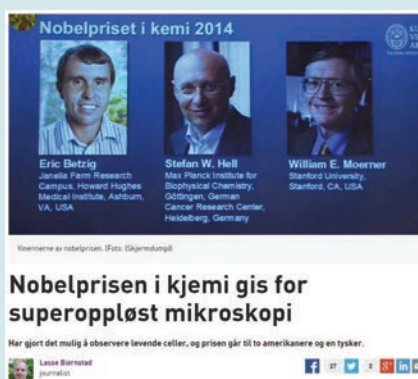 Nobelpriset i kemi 2014
Eric Betzig
Janelia Farm Research
Campus, Howard Hughes
Medical Institute, Ashburn,
VA, USA
Stefan W. Hell
Max Planck Institute for
Biophysical Chemistry,
Göttingen, German
Cancer Research Center,
Heidelberg, Germany
William E. Moerner
Stanford University,
Stanford, CA, USA
Vinnerne av nobelprisen. (Foto: (Skjermdump))
Nobelprisen i kjemi gis for
superoppløst mikroskopi
Har gjort det mulig å observere levende celler, og prisen går til to amerikanere og en tysker.
Lasse Biørnstad
journalist
27
2